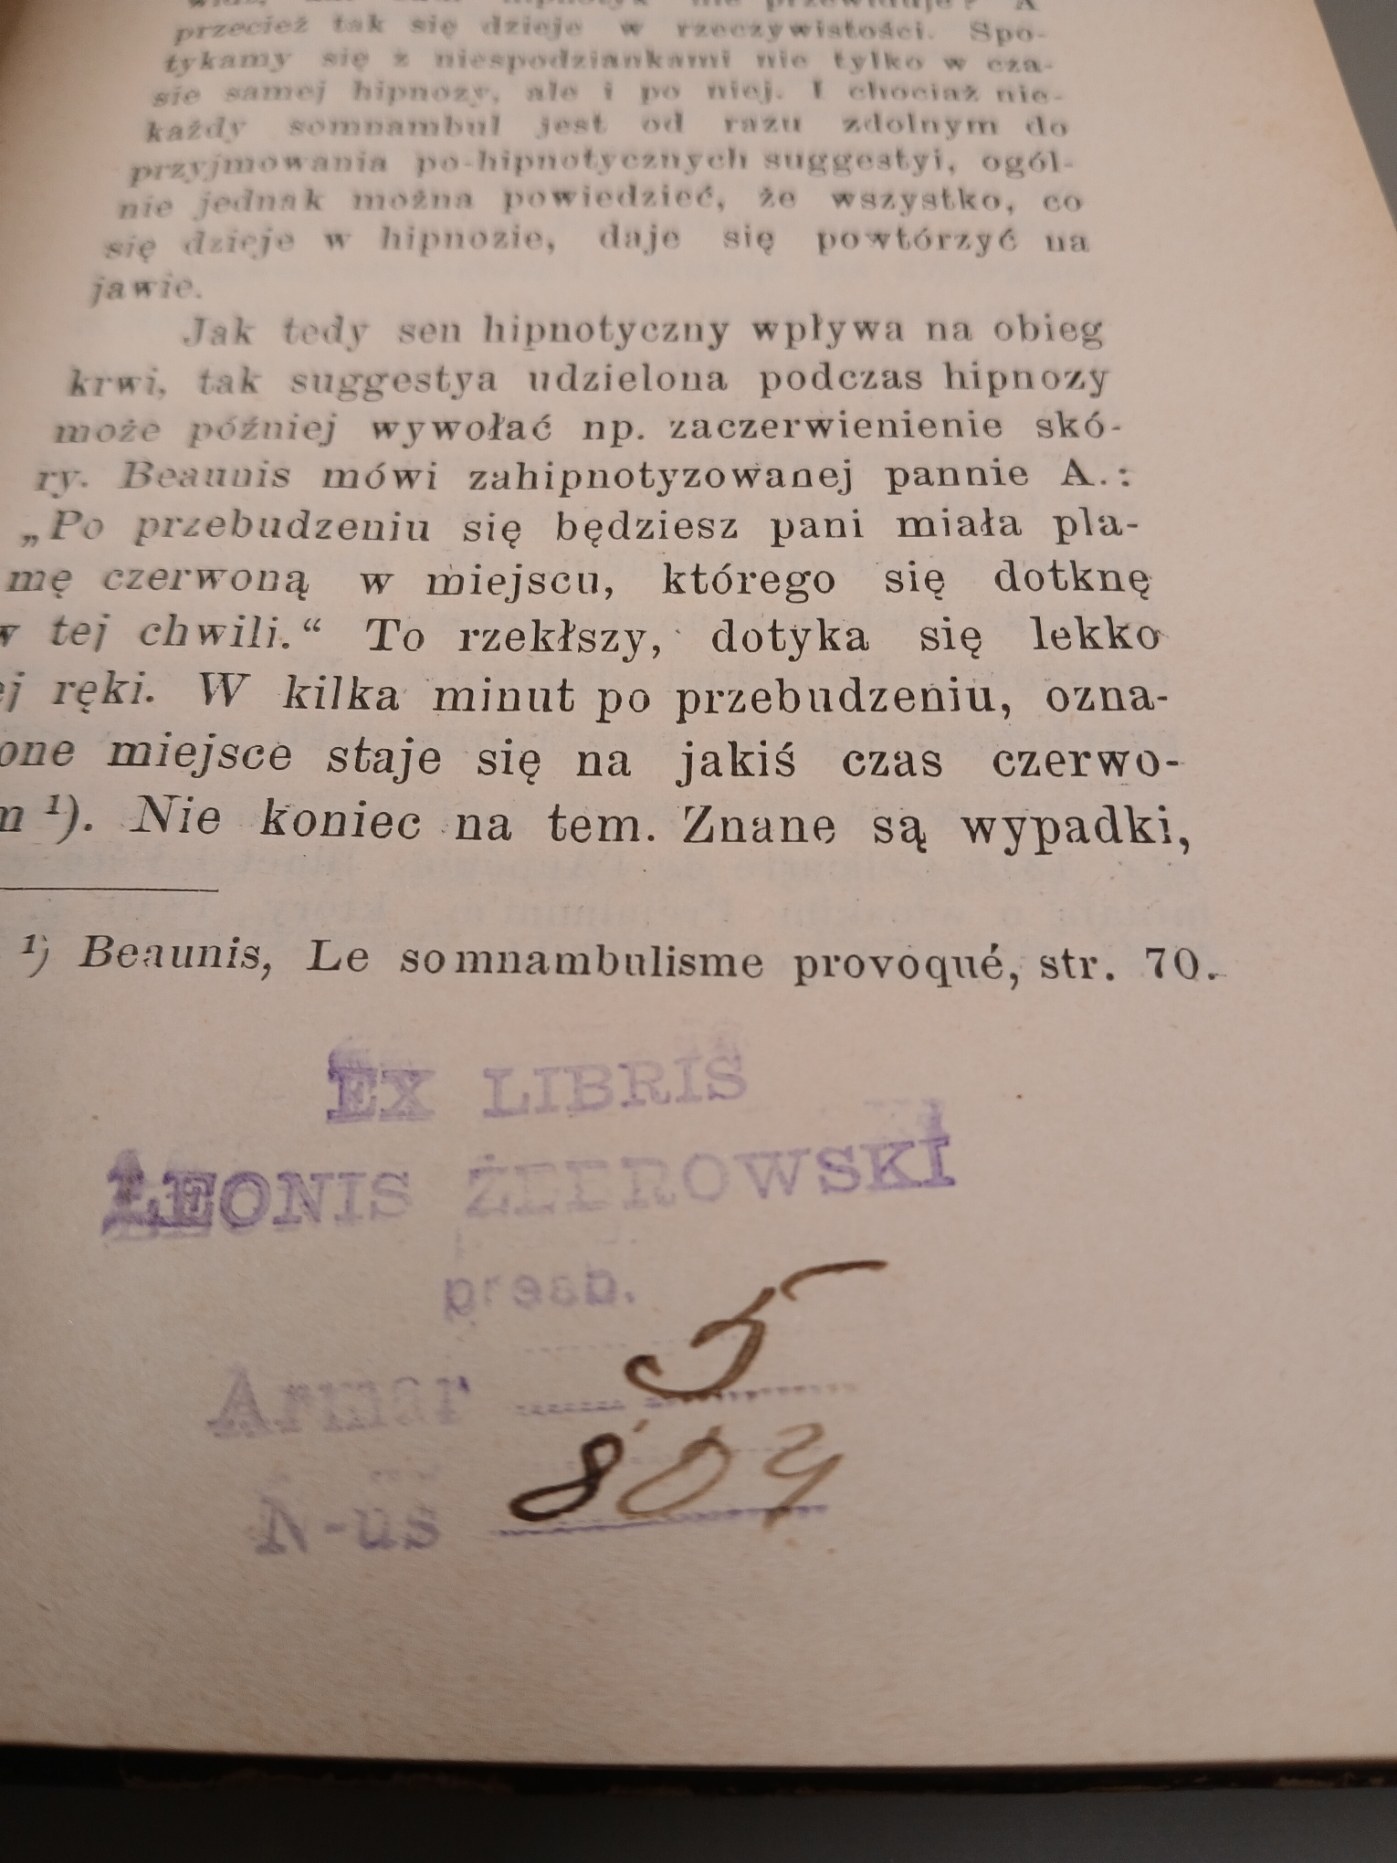 przecież tak się dzieje w rzeczywistości. Spo-
tykamy się z niespodziankami nie tylko w cza-
sie samej hipnozy, ale i po niej. I chociaż nie-
każdy somnambul jest od razu zdolnym do
przyjmowania po-hipnotycznych suggestyi, ogól-
nie jednak można powiedzieć, że wszystko, co
się dzieje w hipnozie, daje się powtórzyć na
jawie.
Jak tedy sen hipnotyczny wpływa na obieg
krwi, tak suggestya udzielona podczas hipnozy
może później wywołać np. zaczerwienienie skó-
ry. Beaunis mówi zahipnotyzowanej pannie A.:
„Po przebudzeniu się będziesz pani miała pla-
mę czerwoną w miejscu, którego się dotknę
w tej chwili.“ To rzekłszy, dotyka się lekko
ej ręki. W kilka minut po przebudzeniu, ozna-
one miejsce staje się na jakiś czas czerwo-
m ¹). Nie koniec na tem. Znane są wypadki,
¹) Beaunis, Le somnambulisme provoqué, str. 70.
EX LIBRIS
LEONIS ŻEBROWSKI
presb.
Armar 5
N-us 804